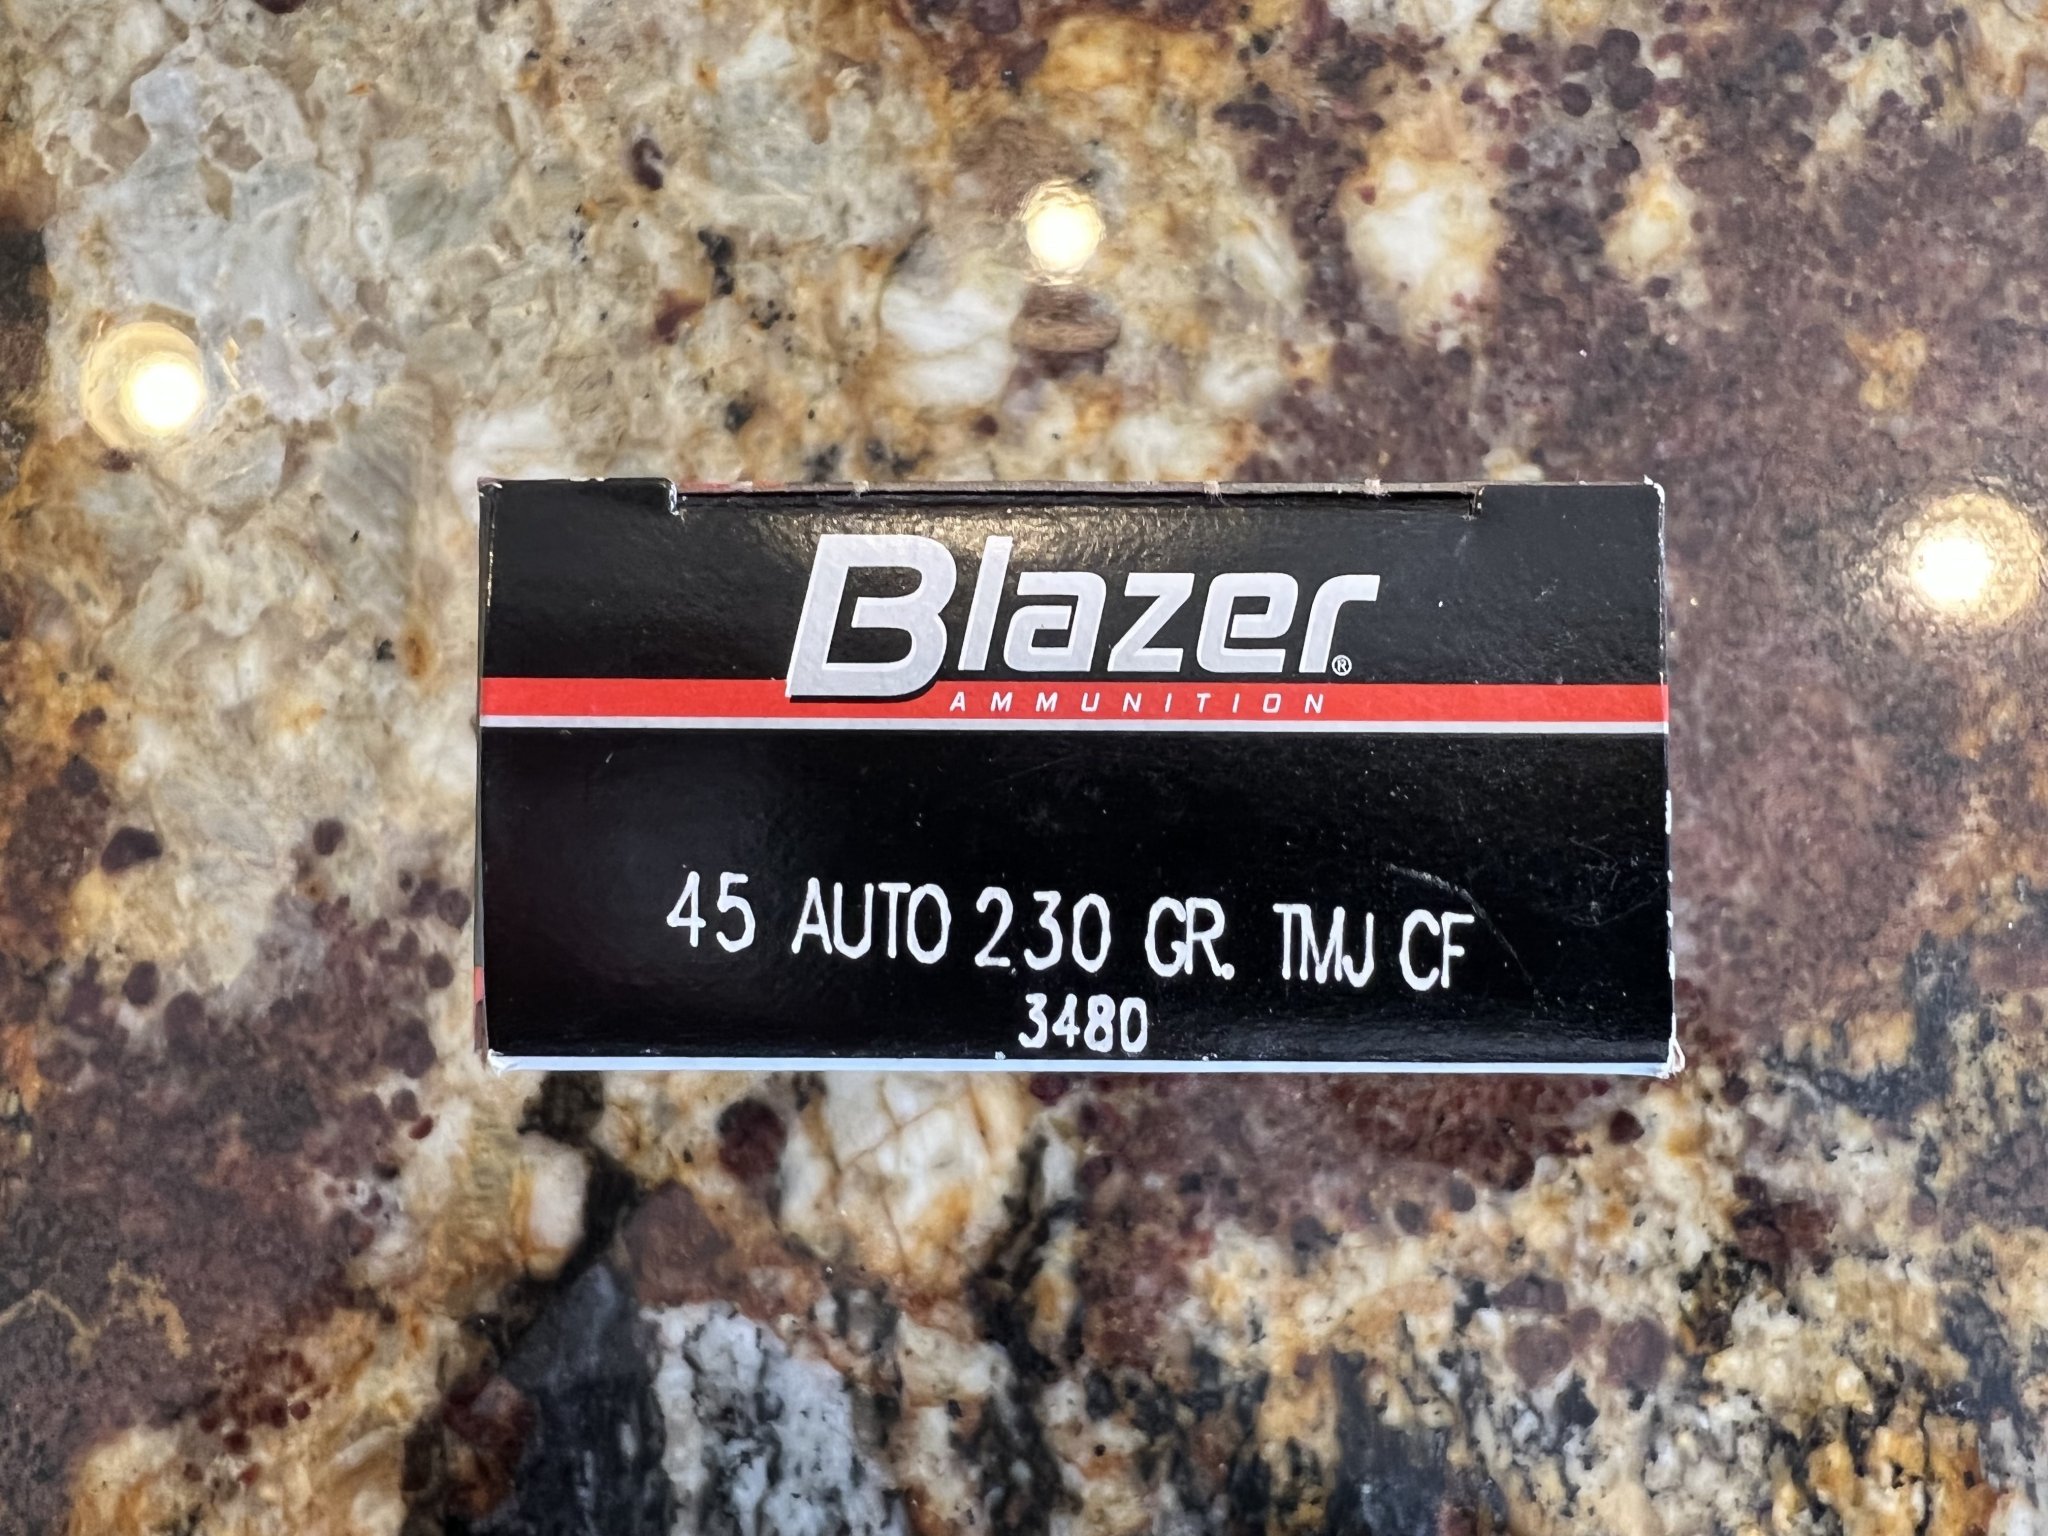 Blazer®
AMMUNITION
45 AUTO 230 GR. TMJ CF
3480